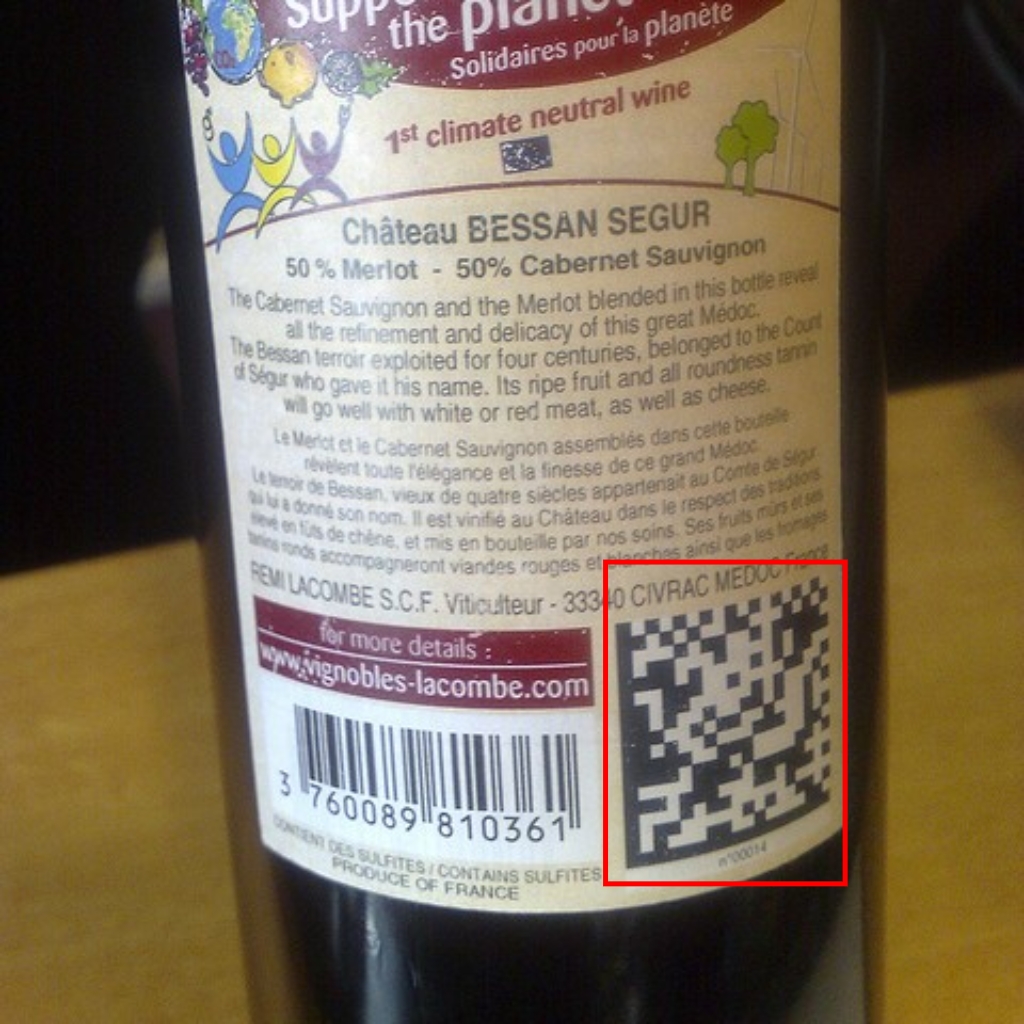 the planet
Solidaires pour la planète
1st climate neutral wine
Château BESSAN SEGUR
50 % Merlot - 50% Cabernet Sauvignon
The Cabernet Sauvignon and the Merlot blended in this bottle reveal
all the refinement and delicacy of this great Médoc.
The Bessan terroir exploited for four centuries, belonged to the Count
of Ségur who gave it his name. Its ripe fruit and all roundness tannin
will go well with white or red meat, as well as cheese.
Le Merlot et le Cabernet Sauvignon assemblés dans cette bouteille
révèlent toute l'élégance et la finesse de ce grand Médoc.
Le terroir de Bessan, vieux de quatre siècles appartenait au Comte de Ségur
qui lui a donné son nom. Il est vinifié au Château dans le respect des traditions,
élevé en fûts de chêne, et mis en bouteille par nos soins. Ses fruits mûrs et ses
tanins ronds accompagneront viandes rouges et blanches ainsi que les fromages
REMI LACOMBE S.C.F. Viticulteur - 33340 CIVRAC MEDOC France
for more details :
www.vignobles-lacombe.com
3 760089 810361
n°00014
CONTIENT DES SULFITES / CONTAINS SULFITES
PRODUCE OF FRANCE